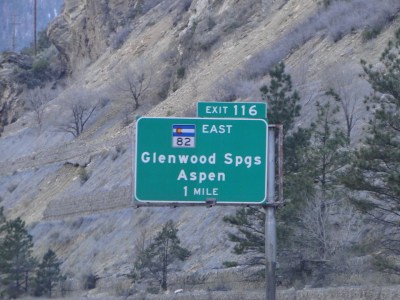 EXIT 116
EAST
82
Glenwood Spgs
Aspen
1 MILE